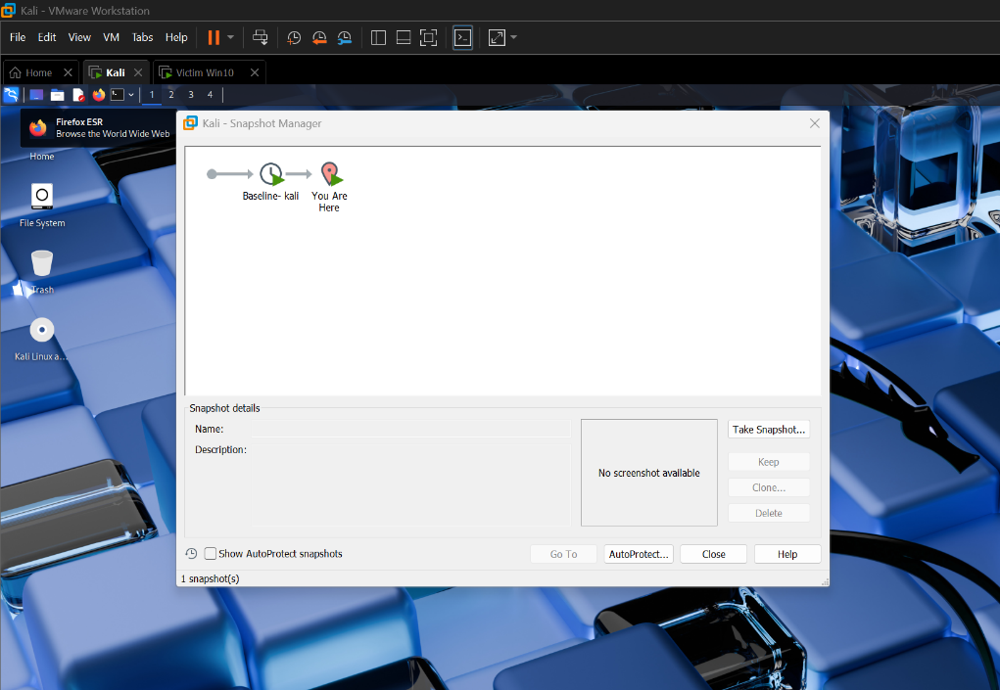 Kali - VMware Workstation
File Edit View VM Tabs Help
Home Kali Victim Win10
1 2 3 4
Firefox ESR
Browse the World Wide Web
Home
File System
Trash
Kali Linux a...
Kali - Snapshot Manager
Baseline- kali
You Are
Here
Snapshot details
Name:
Description:
No screenshot available
Take Snapshot...
Keep
Clone...
Delete
Show AutoProtect snapshots
Go To
AutoProtect...
Close
Help
1 snapshot(s)